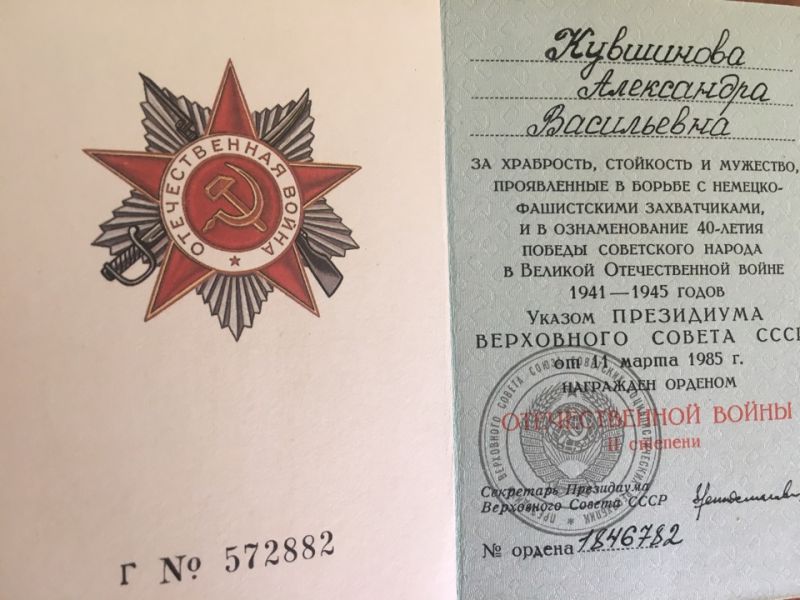 ОТЕЧЕСТВЕННАЯ ВОЙНА
Г № 572882
Кувшинова
Александра
Васильевна
ЗА ХРАБРОСТЬ, СТОЙКОСТЬ И МУЖЕСТВО,
ПРОЯВЛЕННЫЕ В БОРЬБЕ С НЕМЕЦКО-
ФАШИСТСКИМИ ЗАХВАТЧИКАМИ,
И В ОЗНАМЕНОВАНИЕ 40-ЛЕТИЯ
ПОБЕДЫ СОВЕТСКОГО НАРОДА
В ВЕЛИКОЙ ОТЕЧЕСТВЕННОЙ ВОЙНЕ
1941—1945 ГОДОВ
УКАЗОМ ПРЕЗИДИУМА
ВЕРХОВНОГО СОВЕТА СССР
от 11 марта 1985 г.
НАГРАЖДЕН ОРДЕНОМ
ОТЕЧЕСТВЕННОЙ ВОЙНЫ
II степени
Секретарь Президиума
Верховного Совета СССР
№ ордена 1846782